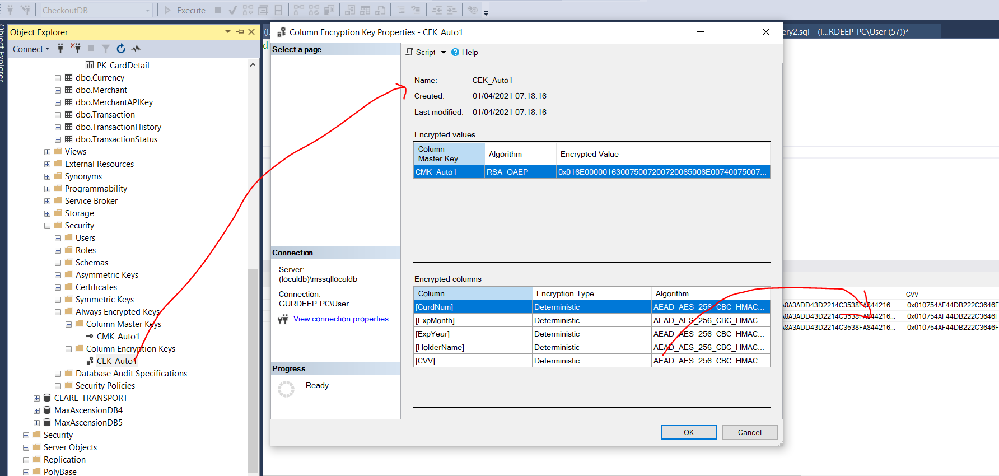 CheckoutDB
Execute
Object Explorer
Object Explorer
Connect
PK_CardDetail
dbo.Currency
dbo.Merchant
dbo.MerchantAPIKey
dbo.Transaction
dbo.TransactionHistory
dbo.TransactionStatus
Views
External Resources
Synonyms
Programmability
Service Broker
Storage
Security
Users
Roles
Schemas
Asymmetric Keys
Certificates
Symmetric Keys
Always Encrypted Keys
Column Master Keys
CMK_Auto1
Column Encryption Keys
CEK_Auto1
Database Audit Specifications
Security Policies
CLARE_TRANSPORT
MaxAscensionDB4
MaxAscensionDB5
Security
Server Objects
Replication
PolyBase
Column Encryption Key Properties - CEK_Auto1
Select a page
Script Help
Name: CEK_Auto1
Created: 01/04/2021 07:18:16
Last modified: 01/04/2021 07:18:16
Encrypted values
Column Master Key Algorithm Encrypted Value
CMK_Auto1 RSA_OAEP 0x016E000001630075007200720065006E00740075007...
Connection
Server:
(localdb)\mssqllocaldb
Connection:
GURDEEP-PC\User
View connection properties
Progress
Ready
Encrypted columns
Column Encryption Type Algorithm
[CardNum] Deterministic AEAD_AES_256_CBC_HMAC...
[ExpMonth] Deterministic AEAD_AES_256_CBC_HMAC...
[ExpYear] Deterministic AEAD_AES_256_CBC_HMAC...
[HolderName] Deterministic AEAD_AES_256_CBC_HMAC...
[CVV] Deterministic AEAD_AES_256_CBC_HMAC...
OK Cancel
ery2.sql - (l...RDEEP-PC\User (57))*
CVV
A8A3ADD43D2214C3538FA844216... 0x010754AF44DB222C3646F
A8A3ADD43D2214C3538FA844216... 0x010754AF44DB222C3646F
A8A3ADD43D2214C3538FA844216... 0x010754AF44DB222C3646F